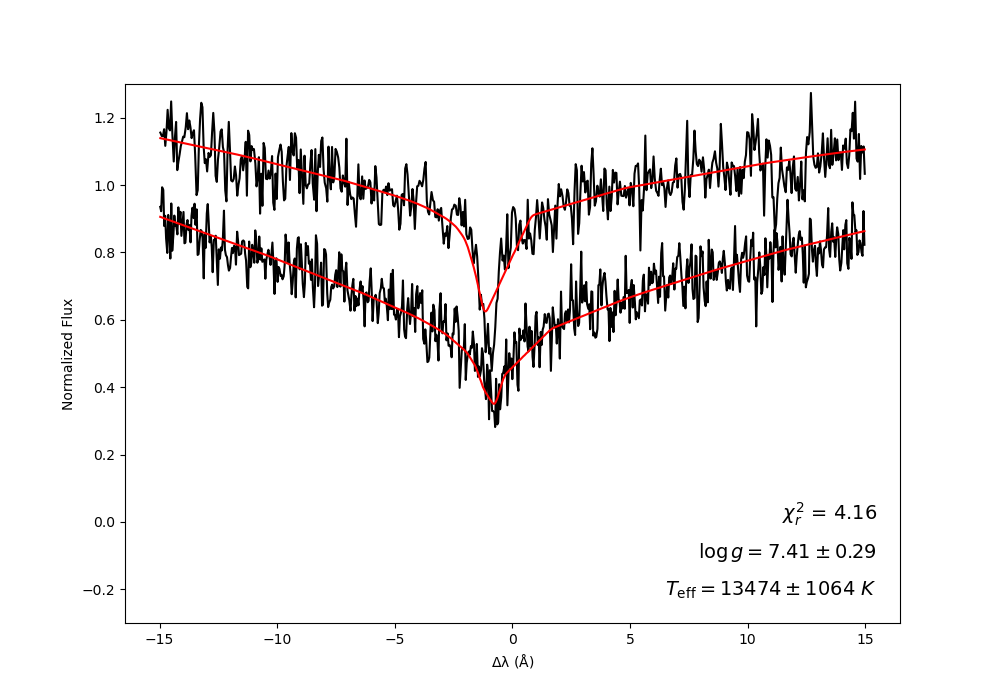 1.2
1.0
0.8
0.6
0.4
0.2
0.0
−0.2
Normalized Flux
χ²ᵣ = 4.16
log g = 7.41 ± 0.29
T_eff = 13474 ± 1064 K
−15 −10 −5 0 5 10 15
Δλ (Å)